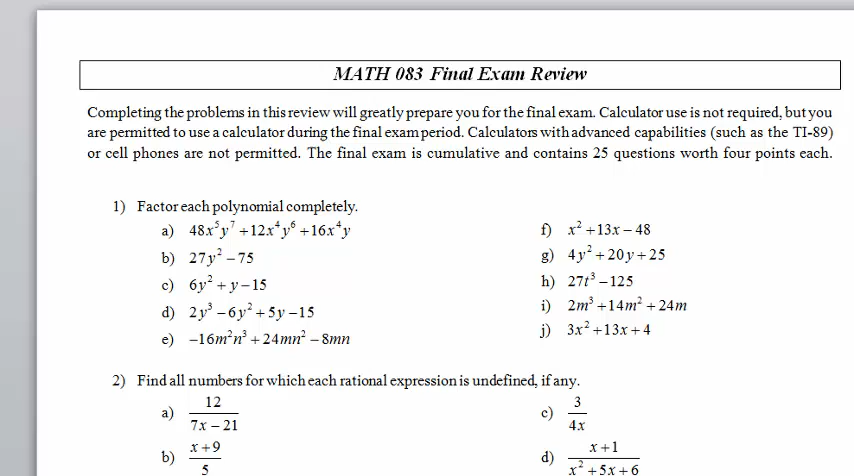 MATH 083 Final Exam Review
Completing the problems in this review will greatly prepare you for the final exam. Calculator use is not required, but you
are permitted to use a calculator during the final exam period. Calculators with advanced capabilities (such as the TI-89)
or cell phones are not permitted. The final exam is cumulative and contains 25 questions worth four points each.
1) Factor each polynomial completely.
a) 48x⁵y⁷ +12x⁴y⁶ +16x⁴y
b) 27y² – 75
c) 6y² + y – 15
d) 2y³ – 6y² + 5y – 15
e) –16m²n³ + 24mn² – 8mn
f) x² +13x – 48
g) 4y² + 20y + 25
h) 27t³ – 125
i) 2m³ +14m² + 24m
j) 3x² +13x + 4
2) Find all numbers for which each rational expression is undefined, if any.
a) 12/(7x – 21)
b) (x + 9)/5
c) 3/(4x)
d) (x +1)/(x² + 5x + 6)